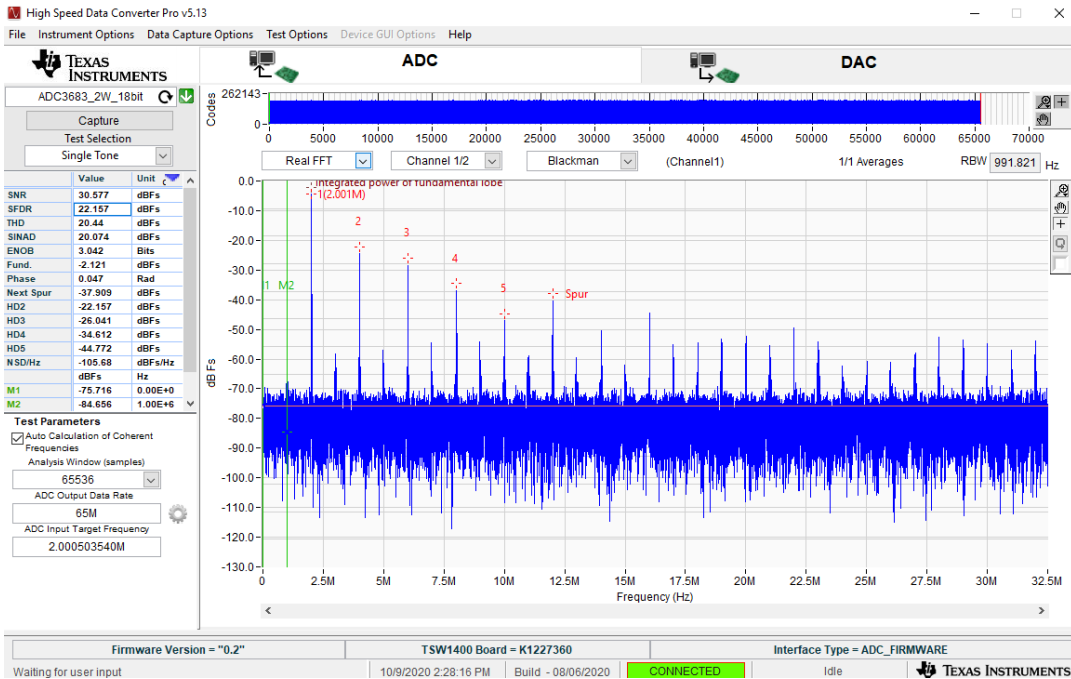 High Speed Data Converter Pro v5.13
File Instrument Options Data Capture Options Test Options Device GUI Options Help
TEXAS INSTRUMENTS
ADC
DAC
ADC3683_2W_18bit
Capture
Test Selection
Single Tone
Value Unit
SNR 30.577 dBFs
SFDR 22.157 dBFs
THD 20.44 dBFs
SINAD 20.074 dBFs
ENOB 3.042 Bits
Fund. -2.121 dBFs
Phase 0.047 Rad
Next Spur -37.909 dBFs
HD2 -22.157 dBFs
HD3 -26.041 dBFs
HD4 -34.612 dBFs
HD5 -44.772 dBFs
NSD/Hz -105.68 dBFs/Hz
dBFs Hz
M1 -75.716 0.00E+0
M2 -84.656 1.00E+6
Test Parameters
Auto Calculation of Coherent
Frequencies
Analysis Window (samples)
65536
ADC Output Data Rate
65M
ADC Input Target Frequency
2.000503540M
Codes
262143
0
0 5000 10000 15000 20000 25000 30000 35000 40000 45000 50000 55000 60000 65000 70000
Real FFT Channel 1/2 Blackman (Channel1) 1/1 Averages RBW 991.821 Hz
Integrated power of fundamental lobe
1(2.001M)
2
3
4
5
Spur
1 M2
dB Fs
0.0
-10.0
-20.0
-30.0
-40.0
-50.0
-60.0
-70.0
-80.0
-90.0
-100.0
-110.0
-120.0
-130.0
0 2.5M 5M 7.5M 10M 12.5M 15M 17.5M 20M 22.5M 25M 27.5M 30M 32.5M
Frequency (Hz)
Firmware Version = "0.2" TSW1400 Board = K1227360 Interface Type = ADC_FIRMWARE
Waiting for user input 10/9/2020 2:28:16 PM Build - 08/06/2020 CONNECTED Idle TEXAS INSTRUMENTS